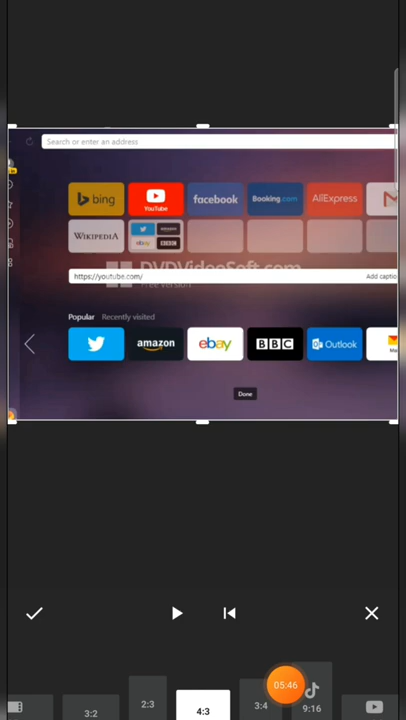 Search or enter an address
bing
YouTube
facebook
Booking.com
AliExpress
WIKIPEDIA
amazon
ebay
BBC
DVDVideoSoft.com
Free version
https://youtube.com/
Add captio
Popular Recently visited
amazon
ebay
BBC
Outlook
Ma
Done
3:2
2:3
4:3
3:4
05:46
9:16